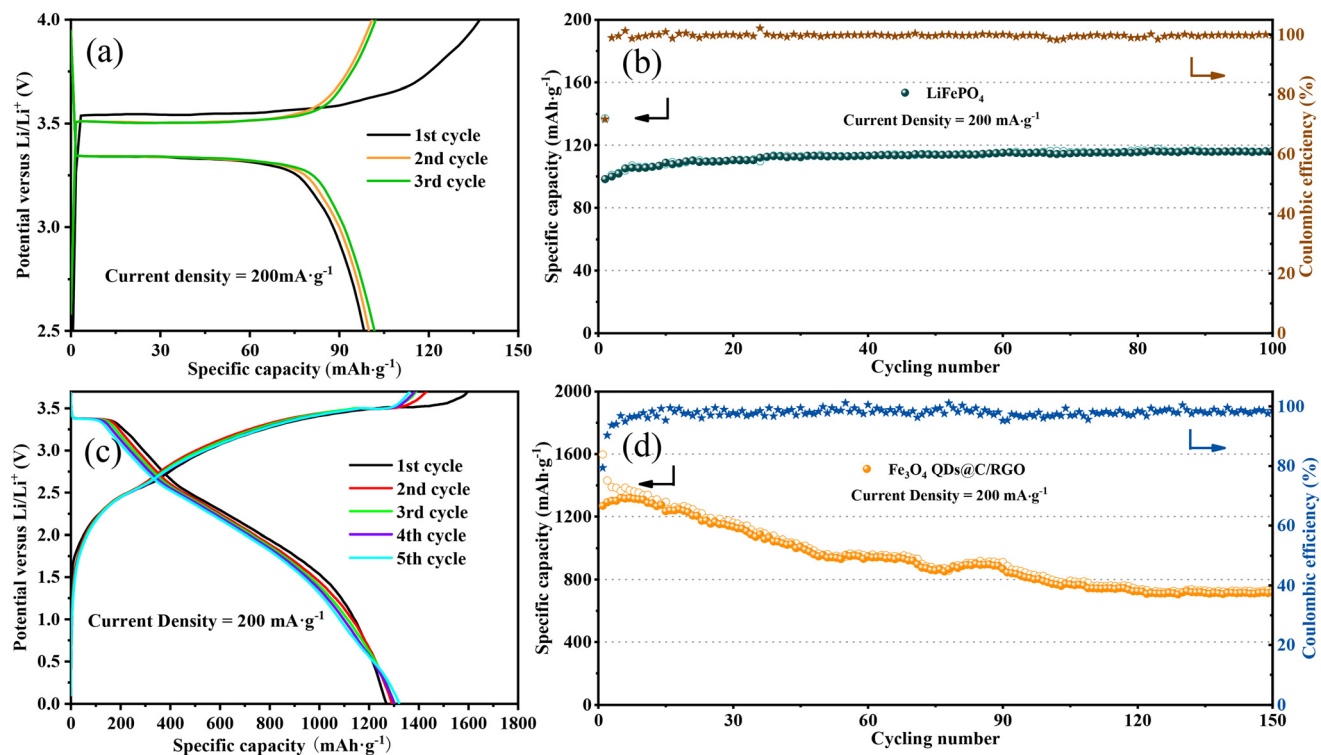 (a)
4.0
3.5
3.0
2.5
Potential versus Li/Li⁺ (V)
1st cycle
2nd cycle
3rd cycle
Current density = 200mA·g⁻¹
0 30 60 90 120 150
Specific capacity (mAh·g⁻¹)
(b)
200
160
120
80
40
0
Specific capacity (mAh·g⁻¹)
LiFePO₄
Current Density = 200 mA·g⁻¹
100
80
60
40
20
0
Coulombic efficiency (%)
0 20 40 60 80 100
Cycling number
(c)
3.5
3.0
2.5
2.0
1.5
1.0
0.5
0.0
Potential versus Li/Li⁺ (V)
1st cycle
2nd cycle
3rd cycle
4th cycle
5th cycle
Current Density = 200 mA·g⁻¹
0 200 400 600 800 1000 1200 1400 1600 1800
Specific capacity (mAh·g⁻¹)
(d)
2000
1600
1200
800
400
0
Specific capacity (mAh·g⁻¹)
Fe₃O₄ QDs@C/RGO
Current Density = 200 mA·g⁻¹
100
80
60
40
20
0
Coulombic efficiency (%)
0 30 60 90 120 150
Cycling number